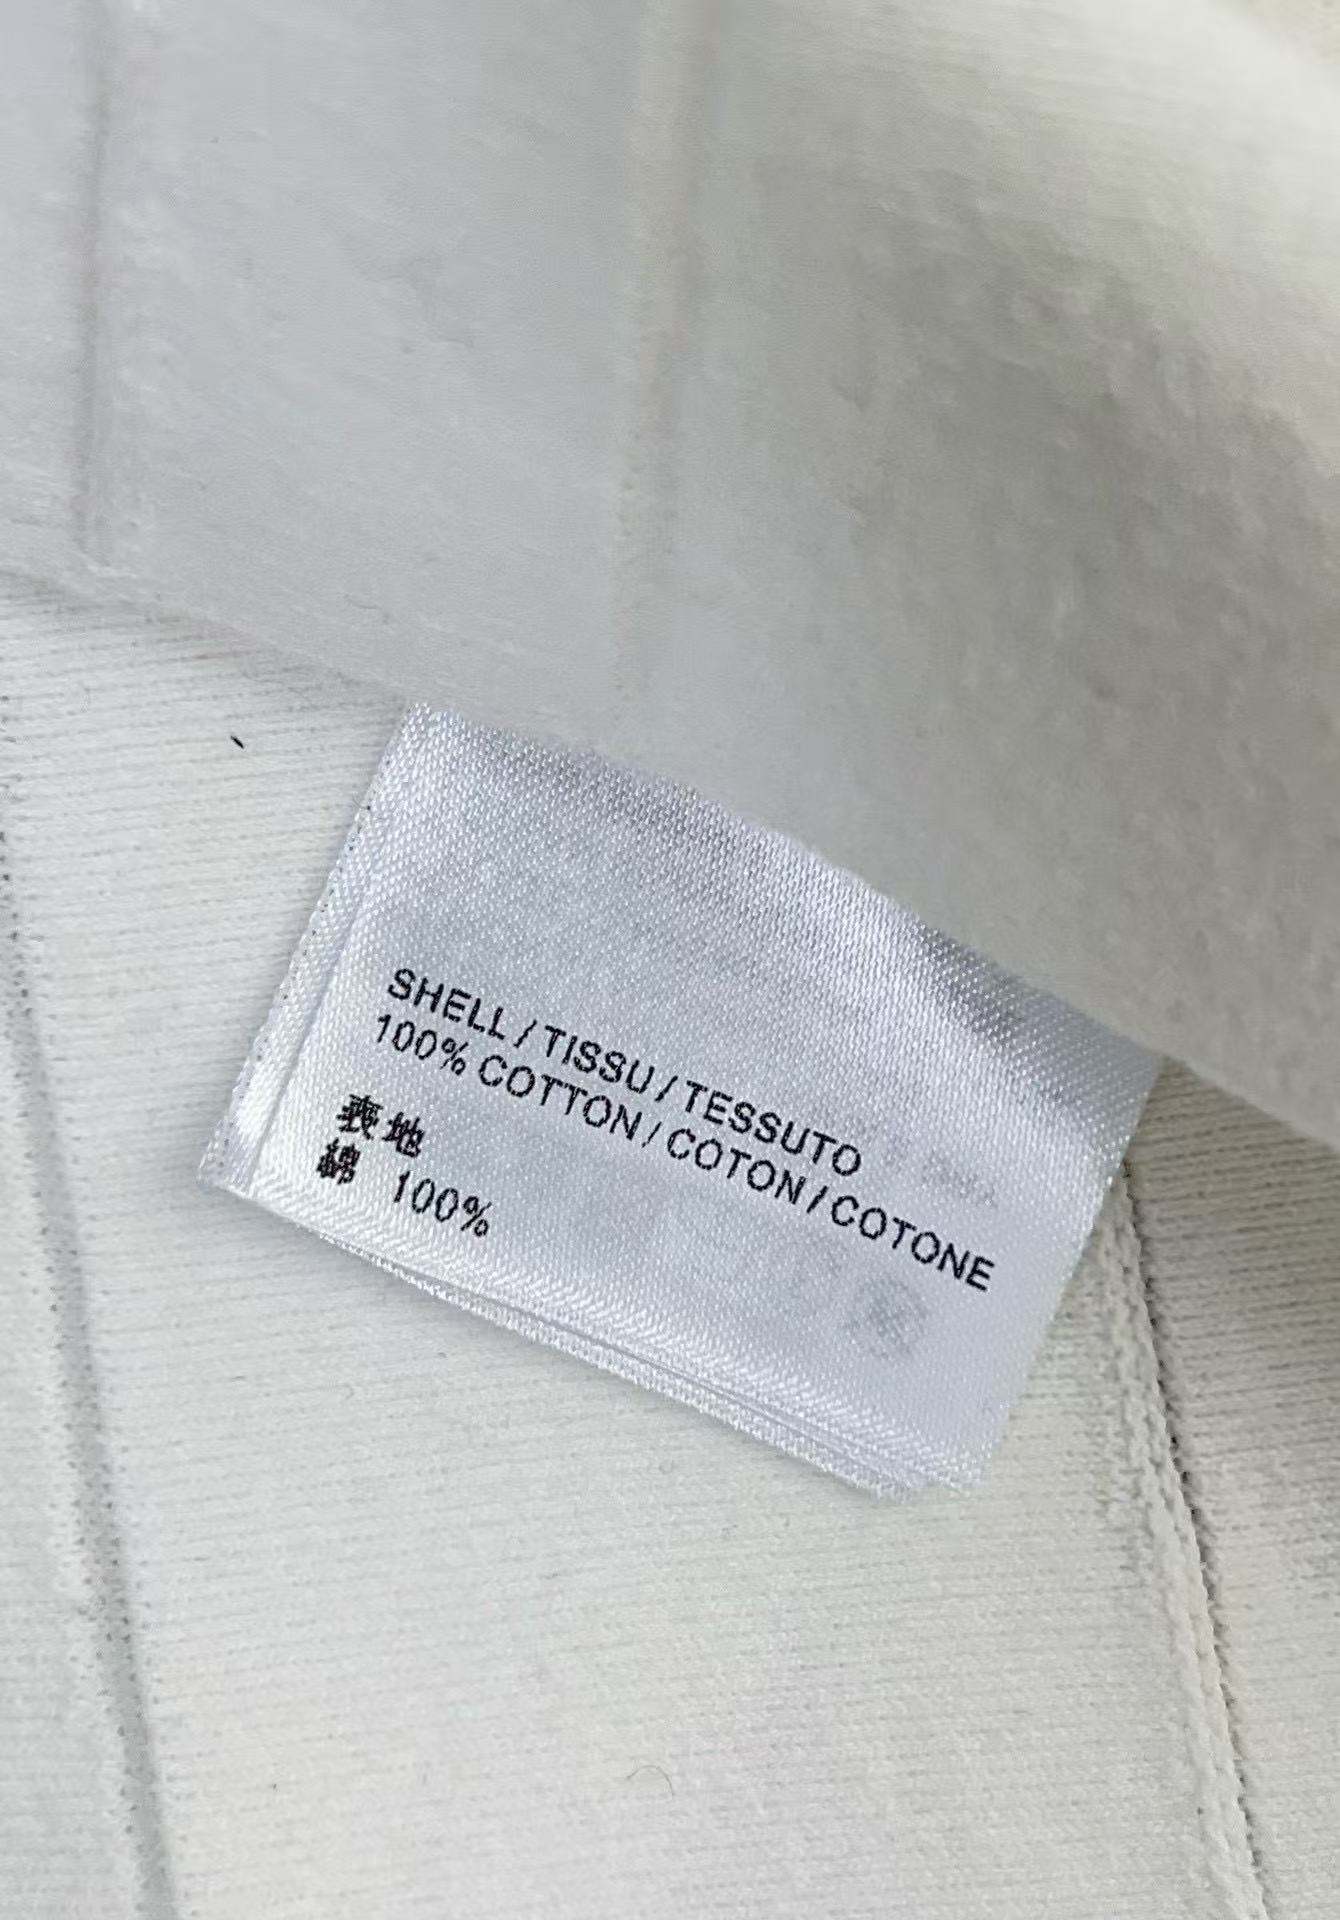 SHELL / TISSU / TESSUTO
100% COTTON / COTON / COTONE
表地
綿 100%